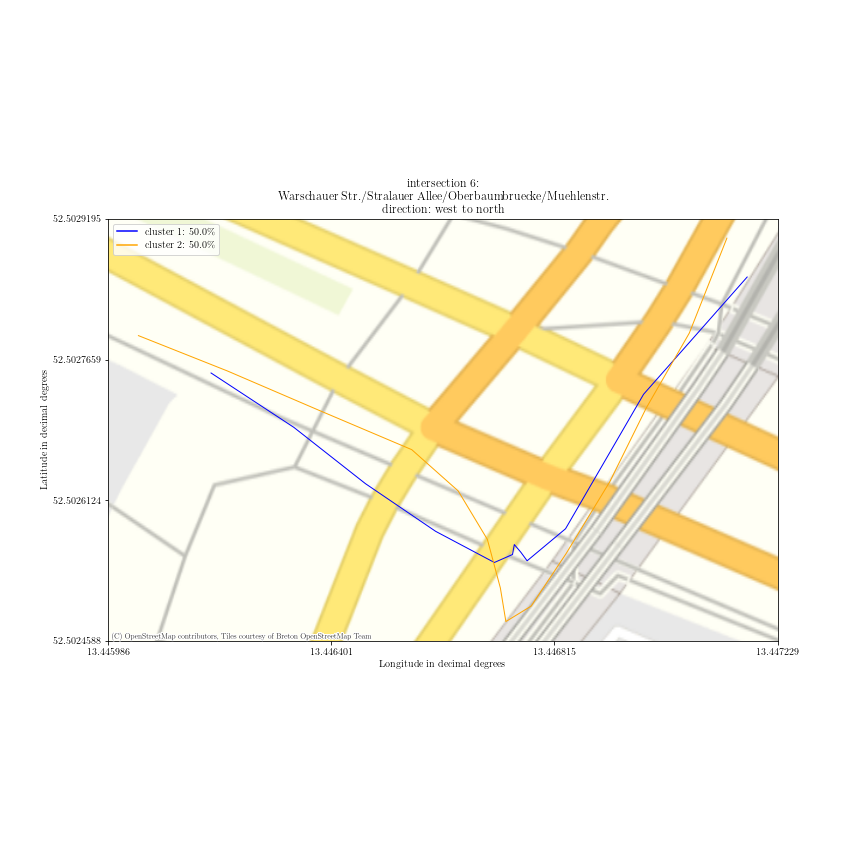 intersection 6:
Warschauer Str./Stralauer Allee/Oberbaumbruecke/Muehlenstr.
direction: west to north
52.5029195
cluster 1: 50.0%
cluster 2: 50.0%
52.5027659
Latitude in decimal degrees
52.5026124
(C) OpenStreetMap contributors, Tiles courtesy of Breton OpenStreetMap Team
52.5024588
13.445986
13.446401
13.446815
13.447229
Longitude in decimal degrees